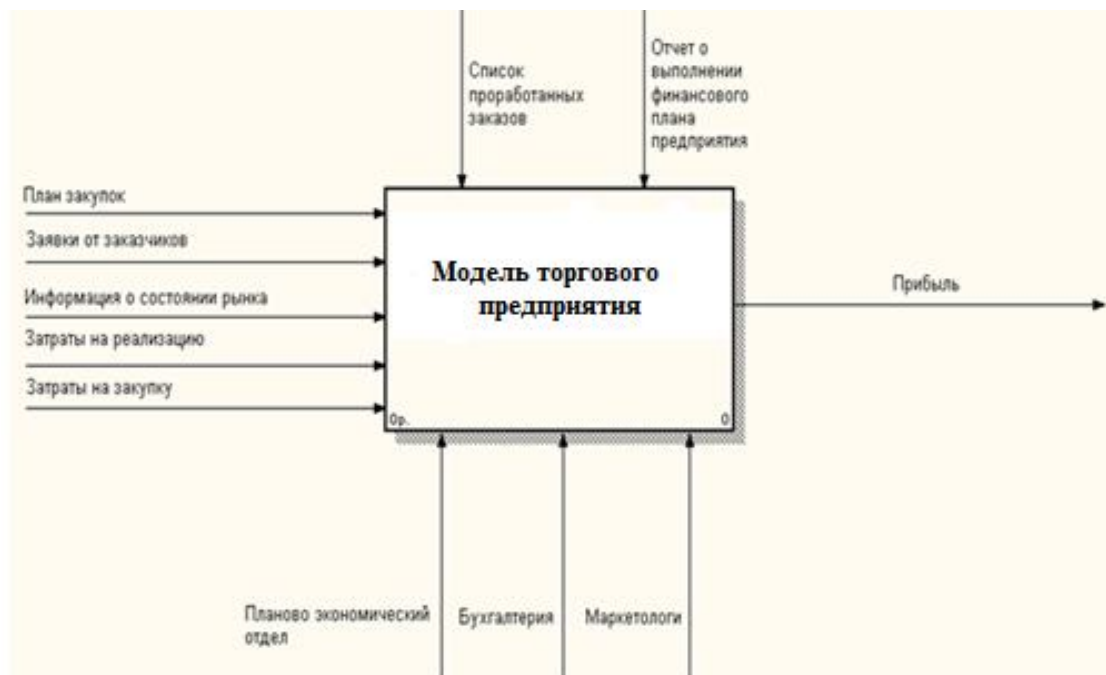 Список
проработанных
заказов
Отчет о
выполнении
финансового
плана
предприятия
План закупок
Заявки от заказчиков
Информация о состоянии рынка
Затраты на реализацию
Затраты на закупку
Модель торгового
предприятия
0р.
0
Прибыль
Планово экономический
отдел
Бухгалтерия
Маркетологи